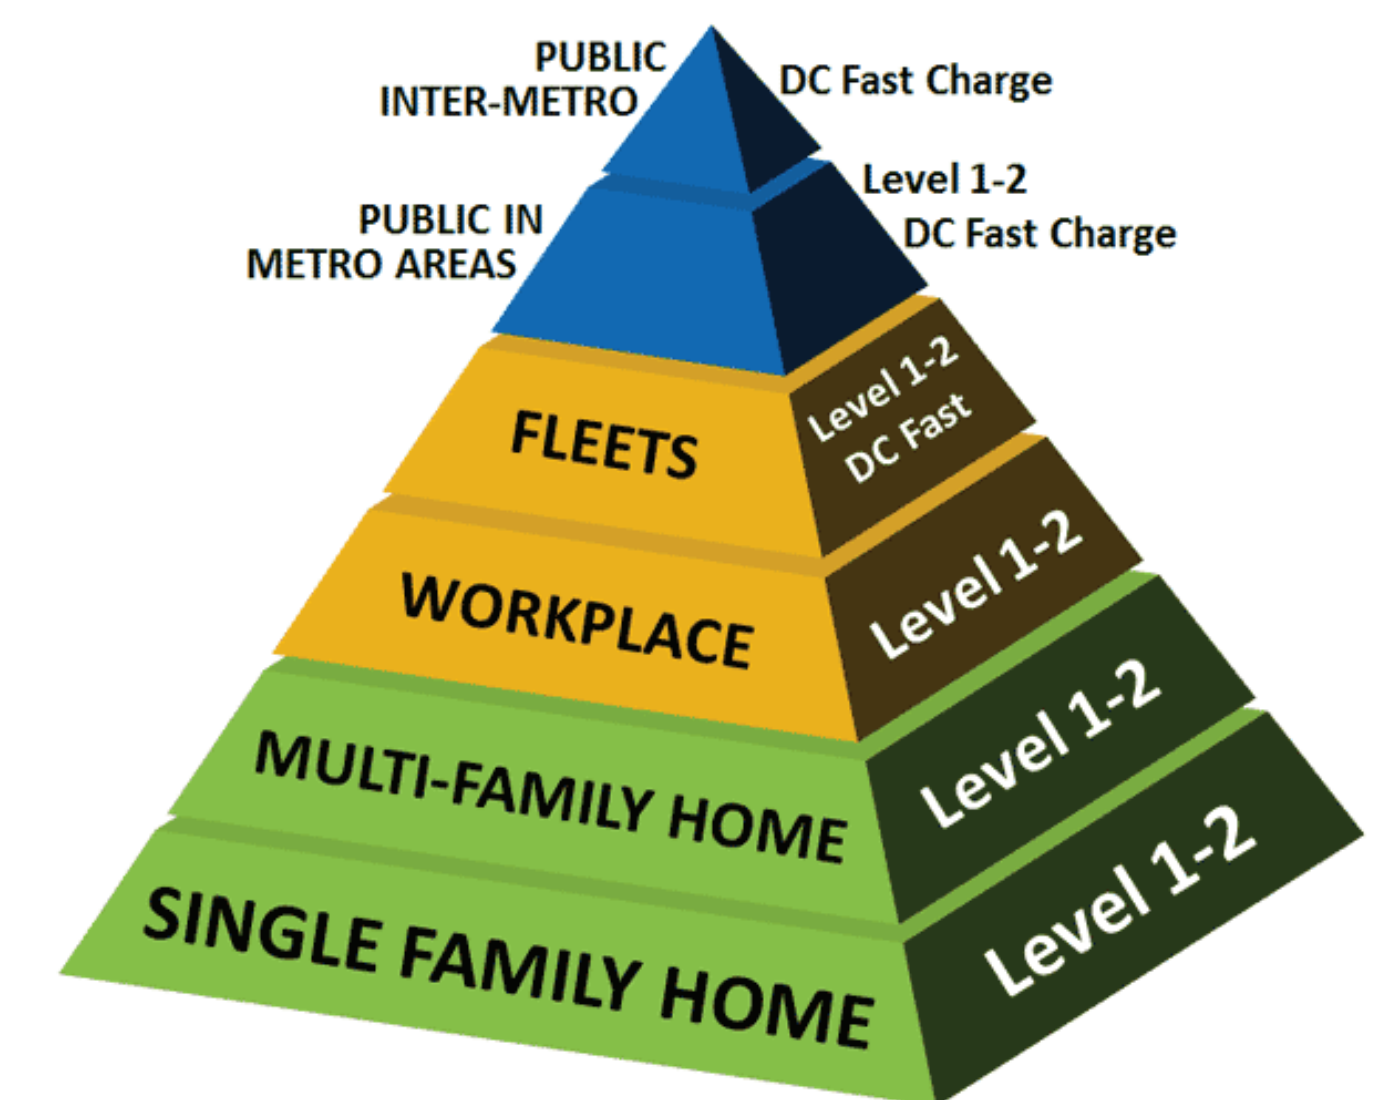 PUBLIC
INTER-METRO
DC Fast Charge
PUBLIC IN
METRO AREAS
Level 1-2
DC Fast Charge
FLEETS
Level 1-2
DC Fast
WORKPLACE
Level 1-2
MULTI-FAMILY HOME
Level 1-2
SINGLE FAMILY HOME
Level 1-2